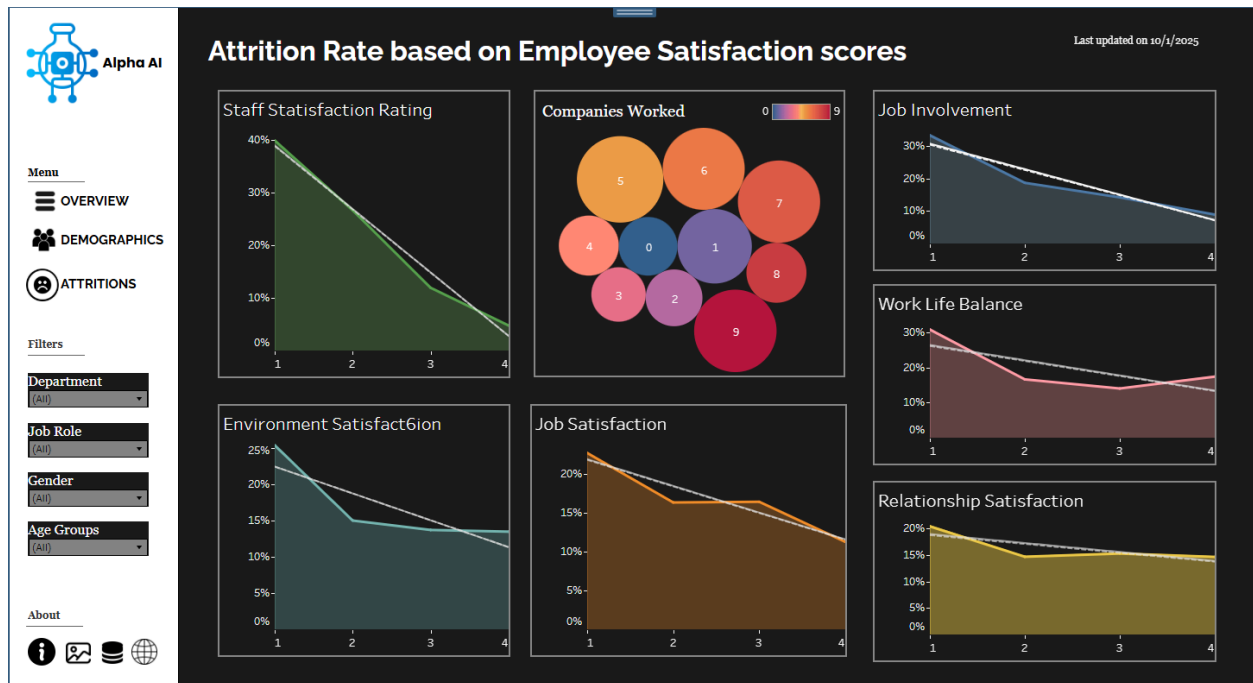 Alpha AI
Menu
OVERVIEW
DEMOGRAPHICS
ATTRITIONS
Filters
Department
(All)
Job Role
(All)
Gender
(All)
Age Groups
(All)
About
Attrition Rate based on Employee Satisfaction scores
Last updated on 10/1/2025
Staff Statisfaction Rating
40%
30%
20%
10%
0%
1 2 3 4
Companies Worked
0 9
5
6
7
4
0
1
8
3
2
9
Job Involvement
30%
20%
10%
0%
1 2 3 4
Work Life Balance
30%
20%
10%
0%
1 2 3 4
Environment Satisfact6ion
25%
20%
15%
10%
5%
0%
1 2 3 4
Job Satisfaction
20%
15%
10%
5%
0%
1 2 3 4
Relationship Satisfaction
20%
15%
10%
5%
0%
1 2 3 4